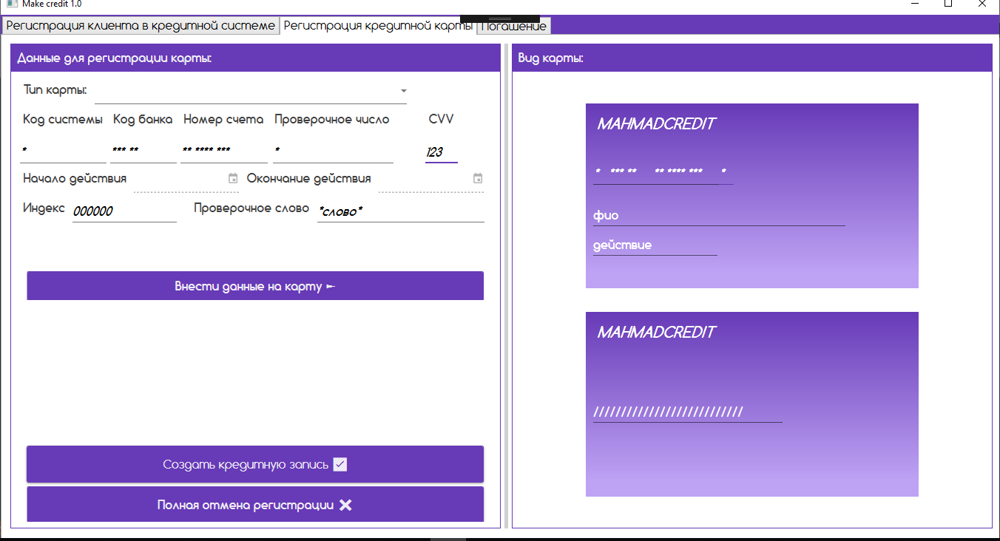 Make credit 1.0
Регистрация клиента в кредитной системе Регистрация кредитной карты Погашение
Данные для регистрации карты:
Тип карты:
Код системы Код банка Номер счета Проверочное число CVV
* *** ** ** **** *** * 123
Начало действия Окончание действия
Индекс 000000 Проверочное слово *слово*
Внести данные на карту
Создать кредитную запись
Полная отмена регистрации
Вид карты:
MAHMADCREDIT
* *** ** ** **** *** *
фио
действие
MAHMADCREDIT
///////////////////////////